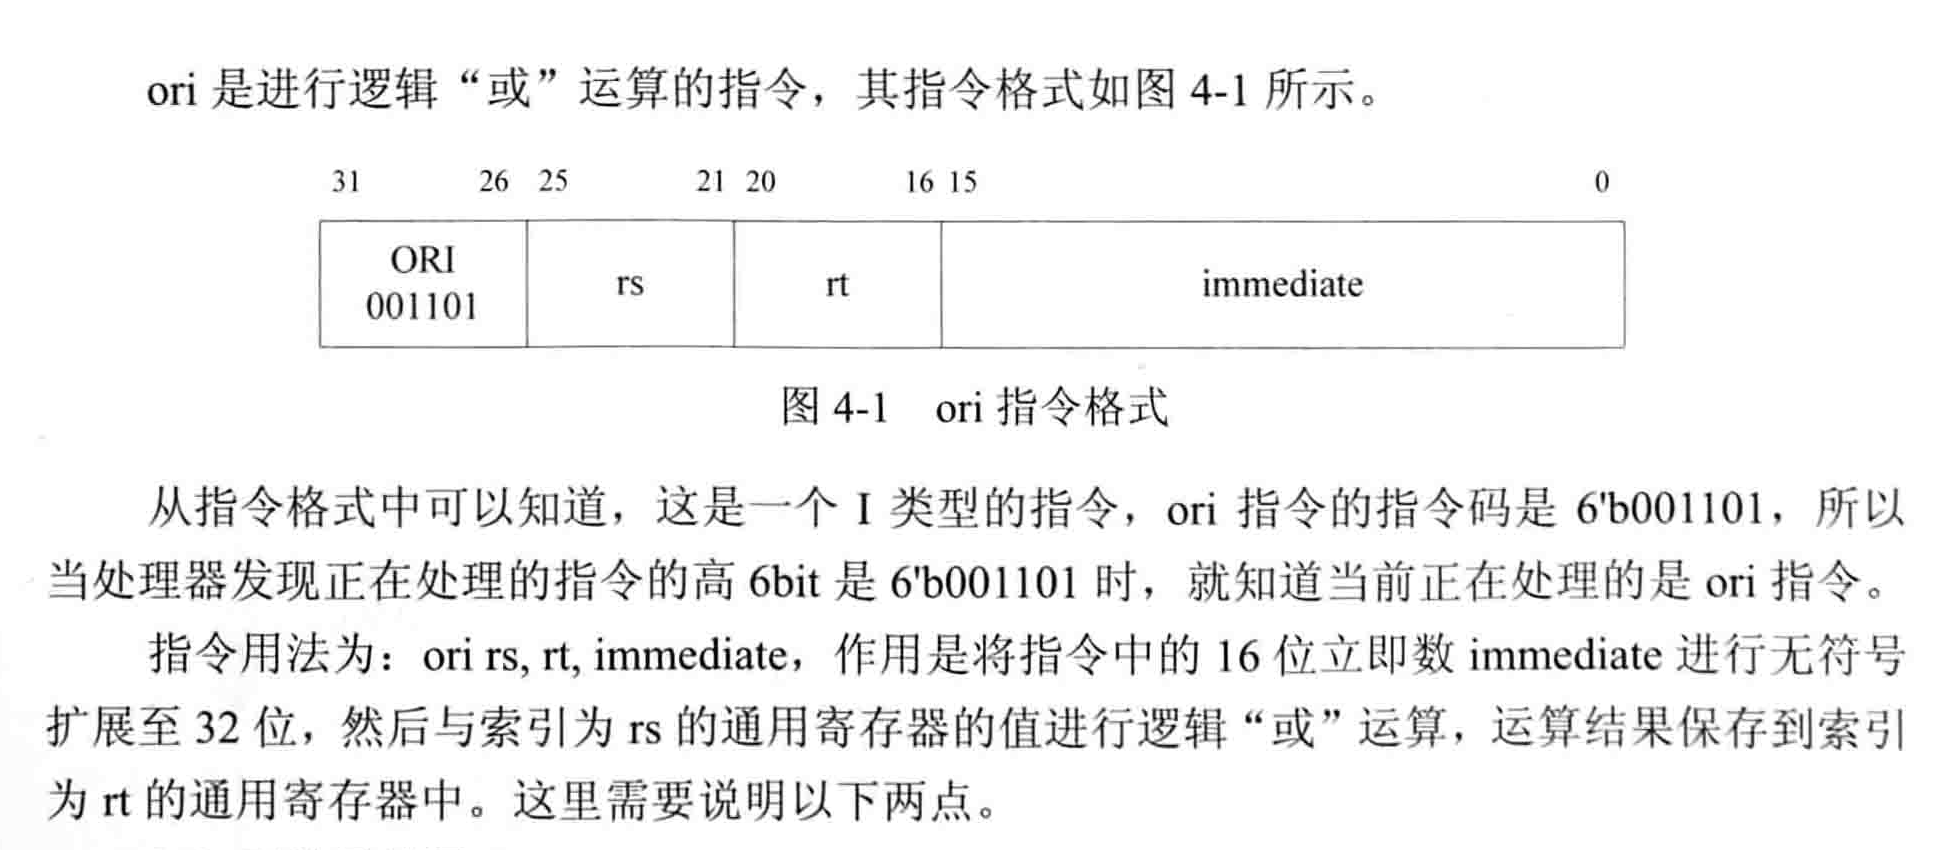 ori 是进行逻辑“或”运算的指令，其指令格式如图 4-1 所示。
31 26 25 21 20 16 15 0
ORI
001101
rs
rt
immediate
图 4-1 ori 指令格式
从指令格式中可以知道，这是一个 I 类型的指令，ori 指令的指令码是 6'b001101，所以
当处理器发现正在处理的指令的高 6bit 是 6'b001101 时，就知道当前正在处理的是 ori 指令。
指令用法为：ori rs, rt, immediate，作用是将指令中的 16 位立即数 immediate 进行无符号
扩展至 32 位，然后与索引为 rs 的通用寄存器的值进行逻辑“或”运算，运算结果保存到索引
为 rt 的通用寄存器中。这里需要说明以下两点。